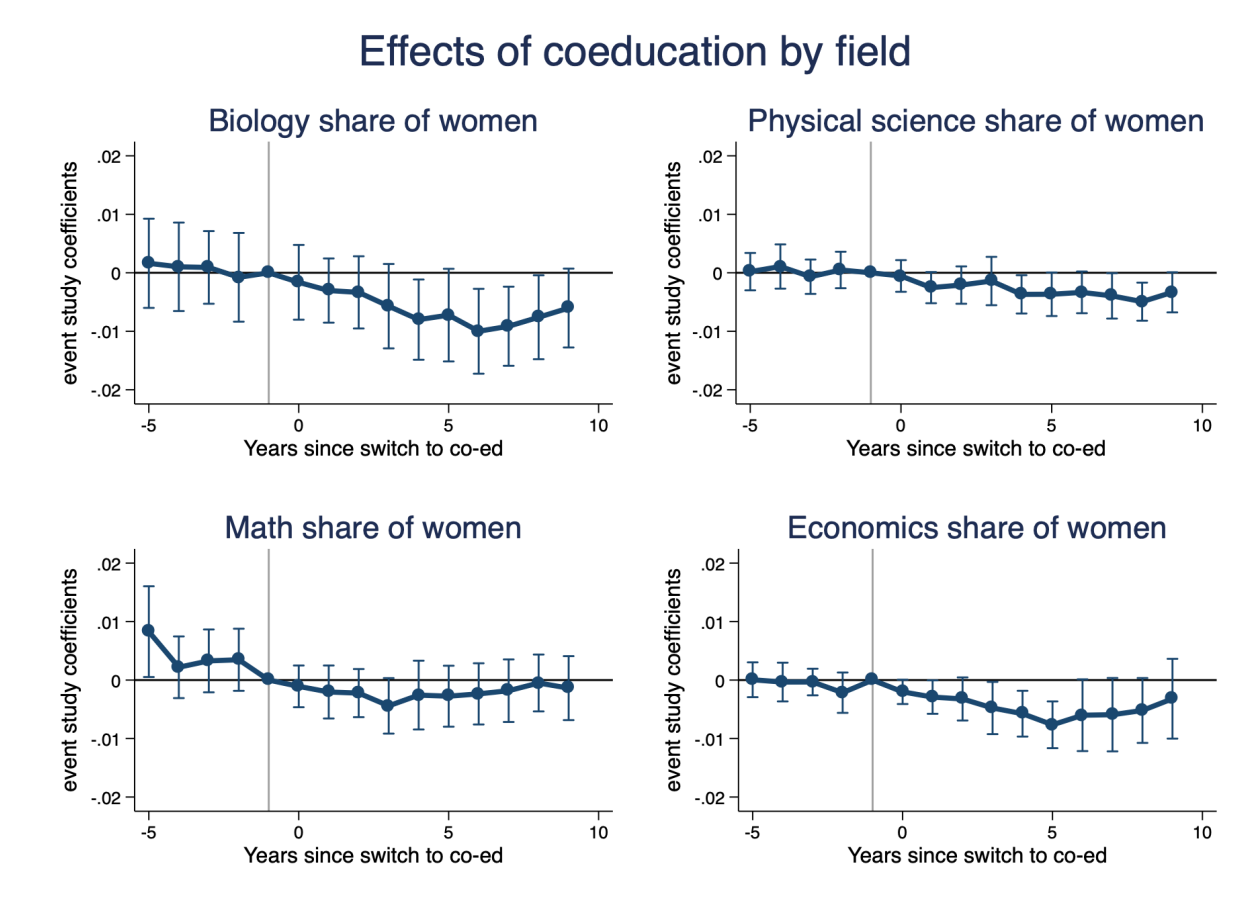 Effects of coeducation by field
Biology share of women
event study coefficients
.02
.01
0
-.01
-.02
-5
0
5
10
Years since switch to co-ed
Physical science share of women
event study coefficients
.02
.01
0
-.01
-.02
-5
0
5
10
Years since switch to co-ed
Math share of women
event study coefficients
.02
.01
0
-.01
-.02
-5
0
5
10
Years since switch to co-ed
Economics share of women
event study coefficients
.02
.01
0
-.01
-.02
-5
0
5
10
Years since switch to co-ed